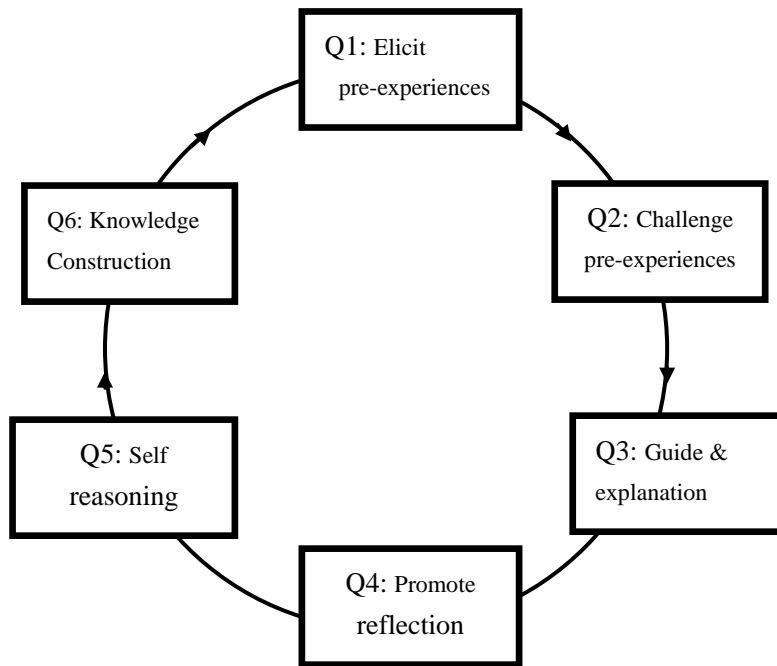 Q1: Elicit
pre-experiences
Q2: Challenge
pre-experiences
Q3: Guide &
explanation
Q4: Promote
reflection
Q5: Self
reasoning
Q6: Knowledge
Construction